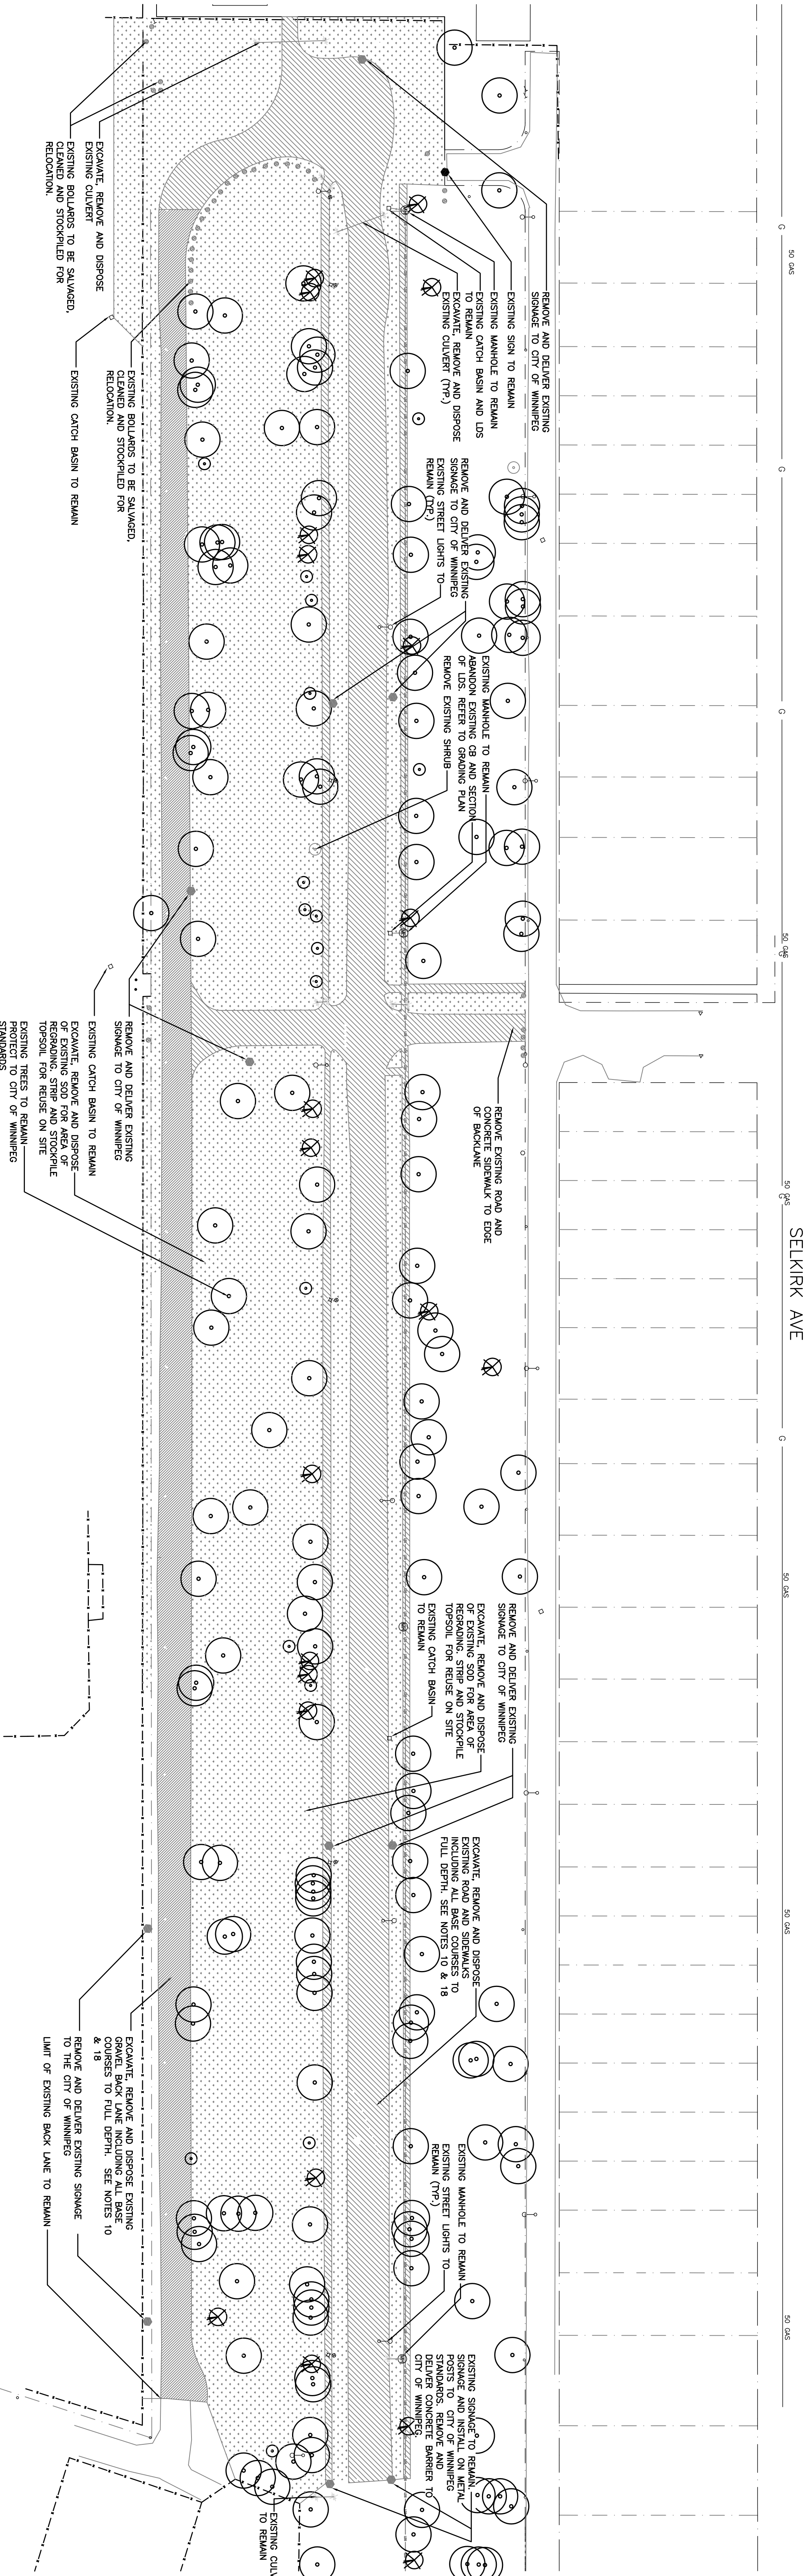 SELKIRK AVE
50 GAS
G
G
G
50 GAS
G
50 GAS
G
G
50 GAS
50 GAS
50 GAS
REMOVE AND DELIVER EXISTING
SIGNAGE TO CITY OF WINNIPEG
EXISTING SIGN TO REMAIN
EXISTING MANHOLE TO REMAIN
EXISTING CATCH BASIN AND LDS
TO REMAIN
EXCAVATE, REMOVE AND DISPOSE
EXISTING CULVERT (TYP.)
REMOVE AND DELIVER EXISTING
SIGNAGE TO CITY OF WINNIPEG
EXISTING STREET LIGHTS TO
REMAIN (TYP.)
EXISTING MANHOLE TO REMAIN
ABANDON EXISTING CB AND SECTION
OF LDS. REFER TO GRADING PLAN
REMOVE EXISTING SHRUB
REMOVE EXISTING ROAD AND
CONCRETE SIDEWALK TO EDGE
OF BACKLANE
REMOVE AND DELIVER EXISTING
SIGNAGE TO CITY OF WINNIPEG
EXCAVATE, REMOVE AND DISPOSE
OF EXISTING SOD FOR AREA OF
REGRADING. STRIP AND STOCKPILE
TOPSOIL FOR REUSE ON SITE
EXISTING CATCH BASIN
TO REMAIN
EXCAVATE, REMOVE AND DISPOSE
EXISTING ROAD AND SIDEWALKS
INCLUDING ALL BASE COURSES TO
FULL DEPTH. SEE NOTES 10 & 18
EXISTING MANHOLE TO REMAIN
EXISTING STREET LIGHTS TO
REMAIN (TYP.)
EXISTING SIGNAGE TO REMAIN.
SIGNAGE AND INSTALL ON METAL
POSTS TO CITY OF WINNIPEG
STANDARDS. REMOVE AND
DELIVER CONCRETE BARRIER TO
CITY OF WINNIPEG.
EXCAVATE, REMOVE AND DISPOSE
EXISTING CULVERT
EXISTING BOLLARDS TO BE SALVAGED,
CLEANED AND STOCKPILED FOR
RELOCATION.
EXISTING BOLLARDS TO BE SALVAGED,
CLEANED AND STOCKPILED FOR
RELOCATION.
EXISTING CATCH BASIN TO REMAIN
REMOVE AND DELIVER EXISTING
SIGNAGE TO CITY OF WINNIPEG
EXISTING CATCH BASIN TO REMAIN
EXCAVATE, REMOVE AND DISPOSE
OF EXISTING SOD FOR AREA OF
REGRADING. STRIP AND STOCKPILE
TOPSOIL FOR REUSE ON SITE
EXISTING TREES TO REMAIN
PROTECT TO CITY OF WINNIPEG
STANDARDS
EXCAVATE, REMOVE AND DISPOSE EXISTING
GRAVEL BACK LANE INCLUDING ALL BASE
COURSES TO FULL DEPTH. SEE NOTES 10
& 18
REMOVE AND DELIVER EXISTING SIGNAGE
TO THE CITY OF WINNIPEG
LIMIT OF EXISTING BACK LANE TO REMAIN
EXISTING CULV
TO REMAIN